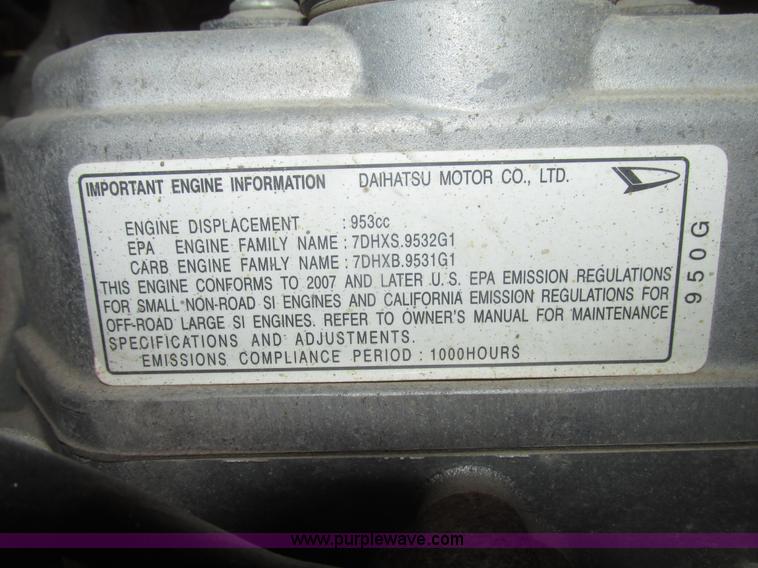 IMPORTANT ENGINE INFORMATION DAIHATSU MOTOR CO., LTD.
ENGINE DISPLACEMENT : 953cc
EPA ENGINE FAMILY NAME : 7DHXS.9532G1
CARB ENGINE FAMILY NAME : 7DHXB.9531G1
THIS ENGINE CONFORMS TO 2007 AND LATER U.S. EPA EMISSION REGULATIONS
FOR SMALL NON-ROAD SI ENGINES AND CALIFORNIA EMISSION REGULATIONS FOR
OFF-ROAD LARGE SI ENGINES. REFER TO OWNER'S MANUAL FOR MAINTENANCE
SPECIFICATIONS AND ADJUSTMENTS.
EMISSIONS COMPLIANCE PERIOD : 1000HOURS
950G
www.purplewave.com